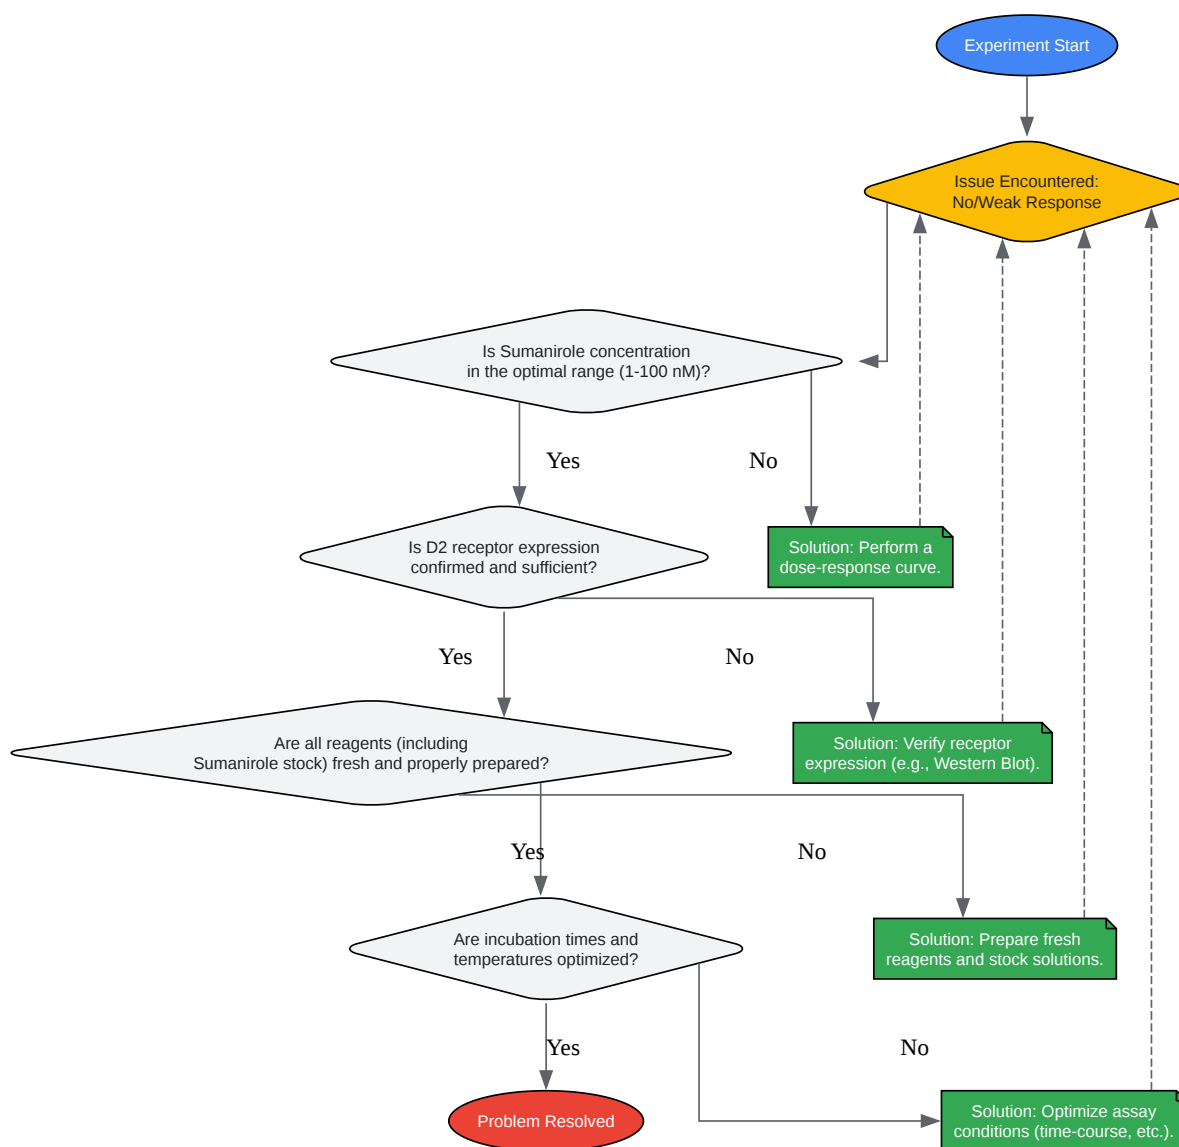 Experiment Start
Issue Encountered:
No/Weak Response
Is Sumanirole concentration
in the optimal range (1-100 nM)?
Yes
No
Is D2 receptor expression
confirmed and sufficient?
Solution: Perform a
dose-response curve.
Yes
No
Are all reagents (including
Sumanirole stock) fresh and properly prepared?
Solution: Verify receptor
expression (e.g., Western Blot).
Yes
No
Are incubation times and
temperatures optimized?
Solution: Prepare fresh
reagents and stock solutions.
Yes
No
Problem Resolved
Solution: Optimize assay
conditions (time-course, etc.).